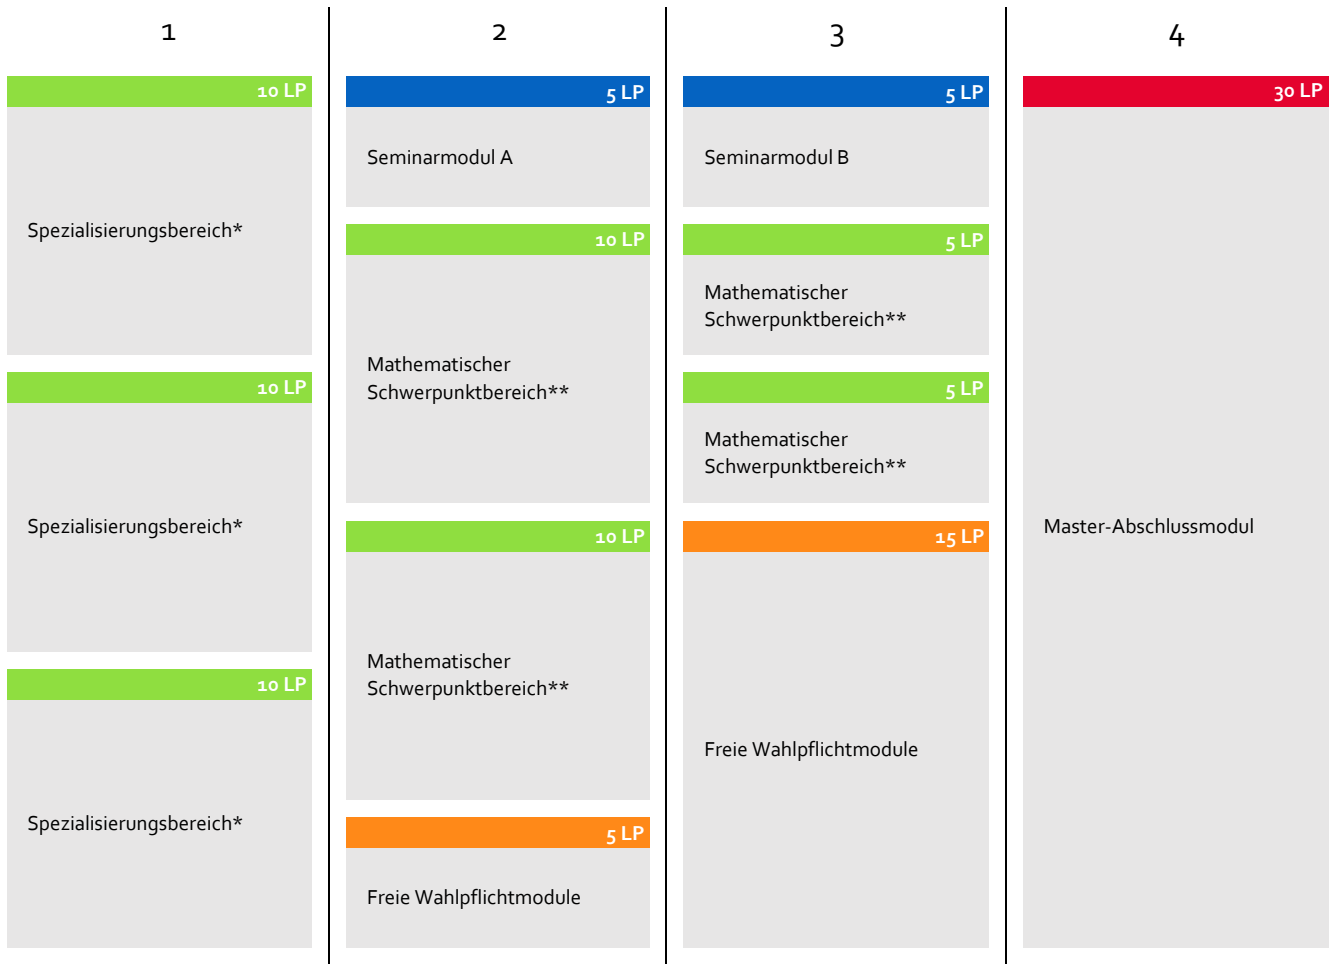 1
10 LP
Spezialisierungsbereich*
10 LP
Spezialisierungsbereich*
10 LP
Spezialisierungsbereich*
2
5 LP
Seminarmodul A
10 LP
Mathematischer
Schwerpunktbereich**
10 LP
Mathematischer
Schwerpunktbereich**
5 LP
Freie Wahlpflichtmodule
3
5 LP
Seminarmodul B
5 LP
Mathematischer
Schwerpunktbereich**
5 LP
Mathematischer
Schwerpunktbereich**
15 LP
Freie Wahlpflichtmodule
4
30 LP
Master-Abschlussmodul